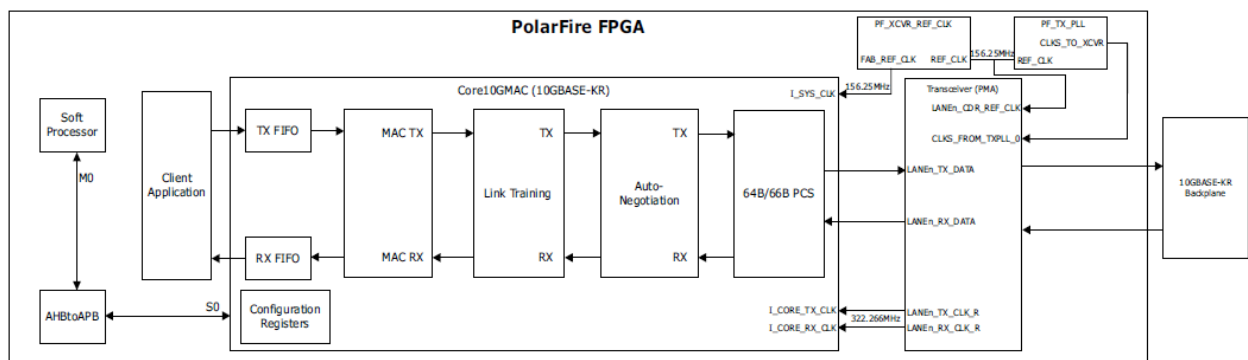 PolarFire FPGA
PF_XCVR_REF_CLK
FAB_REF_CLK
REF_CLK
156.25MHz
PF_TX_PLL
CLKS_TO_XCVR
REF_CLK
Core10GMAC (10GBASE-KR)
I_SYS_CLK
156.25MHz
Transceiver (PMA)
LANEn_CDR_REF_CLK
CLKS_FROM_TXPLL_0
LANEn_TX_DATA
LANEn_RX_DATA
LANEn_TX_CLK_R
LANEn_RX_CLK_R
Soft
Processor
M0
AHBtoAPB
S0
Client
Application
TX FIFO
RX FIFO
Configuration
Registers
MAC TX
MAC RX
TX
Link Training
RX
TX
Auto-
Negotiation
RX
64B/66B PCS
I_CORE_TX_CLK
I_CORE_RX_CLK
322.266MHz
10GBASE-KR
Backplane